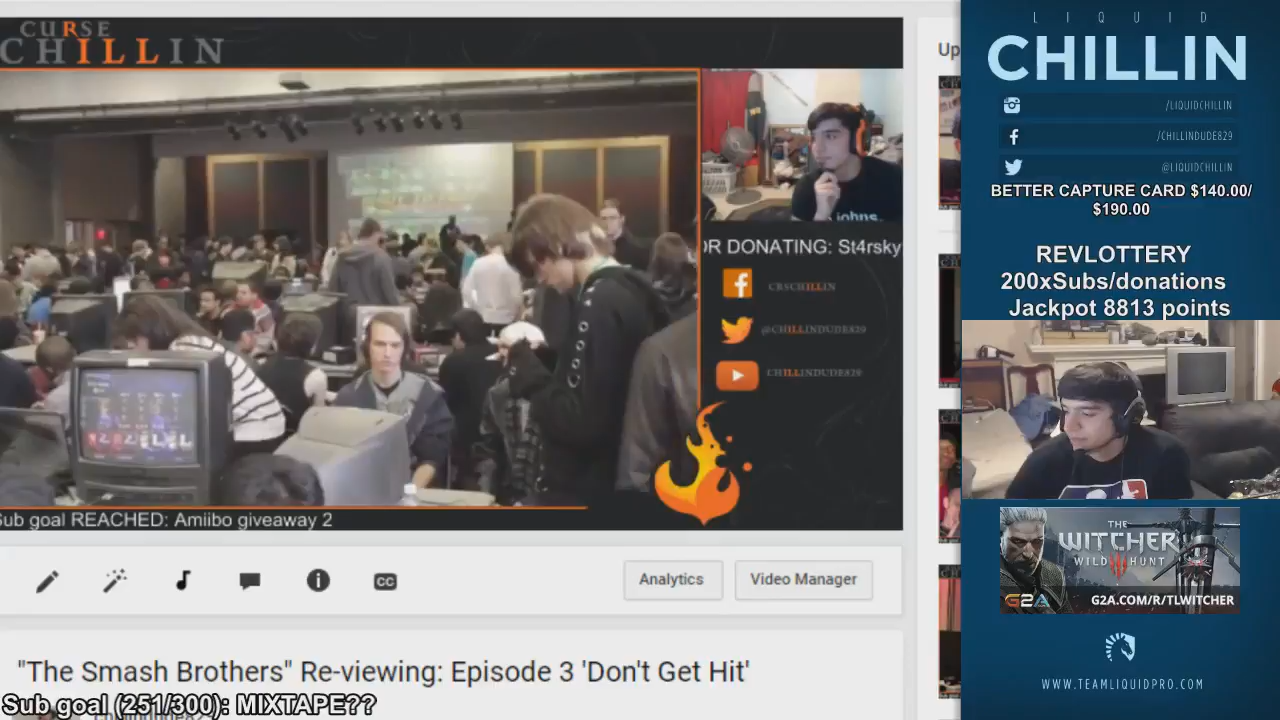 CURSE
CHILLIN
OR DONATING: St4rsky
CRSCHILLIN
@CHILLINDUDE829
CHILLINDUDE829
johns.
Sub goal REACHED: Amiibo giveaway 2
CC
Analytics
Video Manager
"The Smash Brothers" Re-viewing: Episode 3 'Don't Get Hit'
Sub goal (251/300): MIXTAPE??
Up
LIQUID
CHILLIN
/LIQUIDCHILLIN
/CHILLINDUDE829
@LIQUIDCHILLIN
BETTER CAPTURE CARD $140.00/
$190.00
REVLOTTERY
200xSubs/donations
Jackpot 8813 points
THE
WITCHER
WILD HUNT
G2A
G2A.COM/R/TLWITCHER
WWW.TEAMLIQUIDPRO.COM